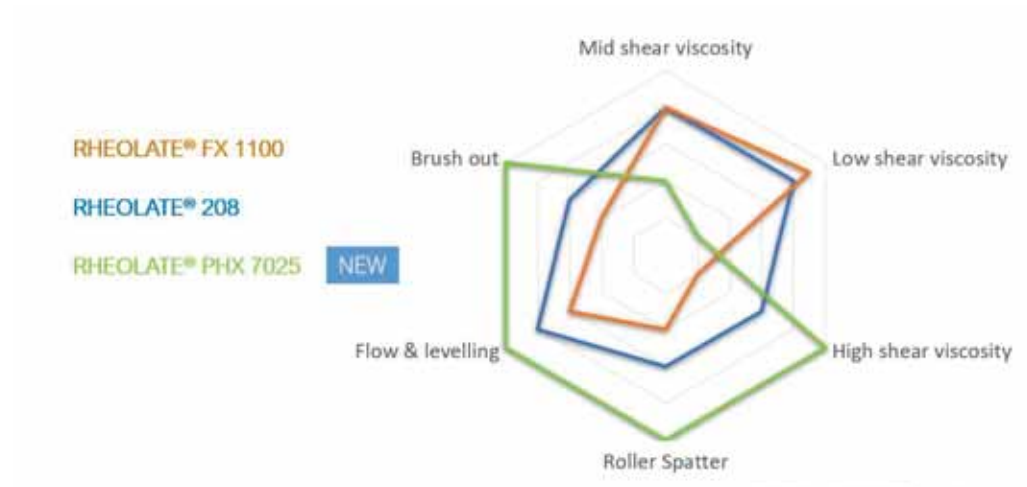 Mid shear viscosity
RHEOLATE® FX 1100
Brush out
Low shear viscosity
RHEOLATE® 208
RHEOLATE® PHX 7025 NEW
Flow & levelling
High shear viscosity
Roller Spatter